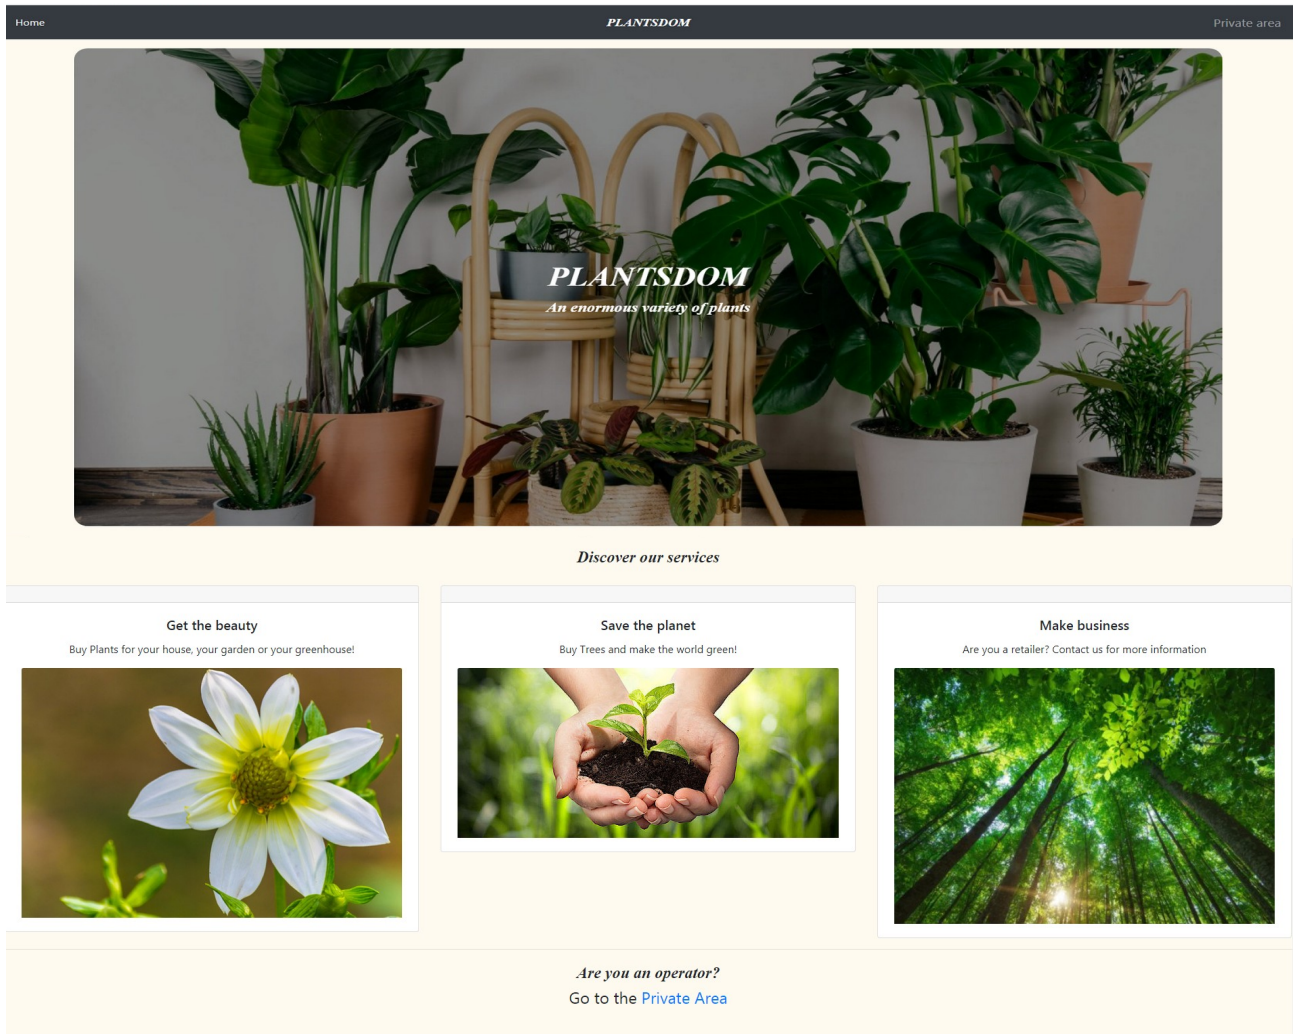 Home
PLANTSDOM
Private area
PLANTSDOM
An enormous variety of plants
Discover our services
Get the beauty
Buy Plants for your house, your garden or your greenhouse!
Save the planet
Buy Trees and make the world green!
Make business
Are you a retailer? Contact us for more information
Are you an operator?
Go to the Private Area